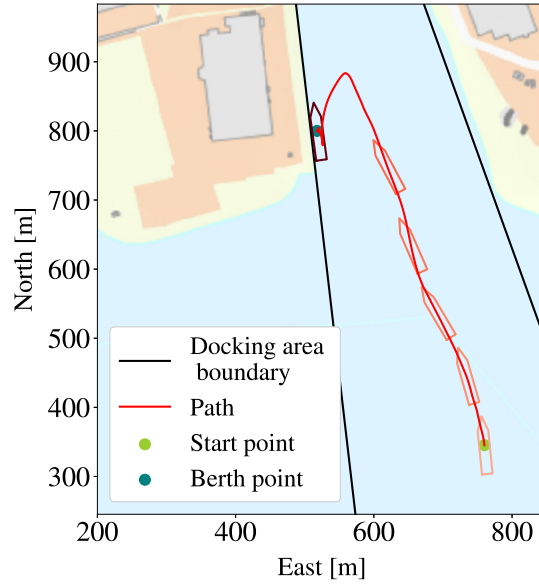 900
800
700
600
500
400
300
North [m]
Docking area
boundary
Path
Start point
Berth point
200
400
600
800
East [m]